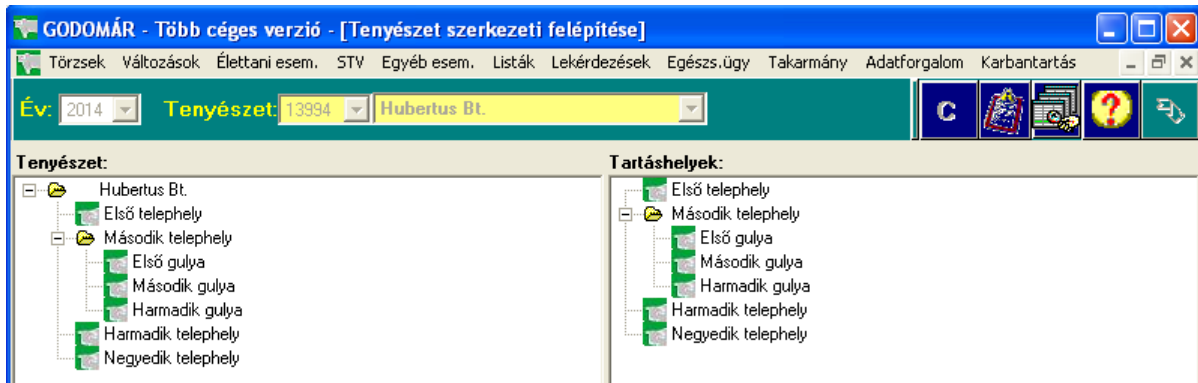 GODOMÁR - Több céges verzió - [Tenyészet szerkezeti felépítése]
Törzsek Változások Élettani esem. STV Egyéb esem. Listák Lekérdezések Egészs.ügy Takarmány Adatforgalom Karbantartás
Év: 2014 Tenyészet: 13994 Hubertus Bt. C ?
Tenyészet:
Hubertus Bt.
Első telephely
Második telephely
Első gulya
Második gulya
Harmadik gulya
Harmadik telephely
Negyedik telephely
Tartáshelyek:
Első telephely
Második telephely
Első gulya
Második gulya
Harmadik gulya
Harmadik telephely
Negyedik telephely